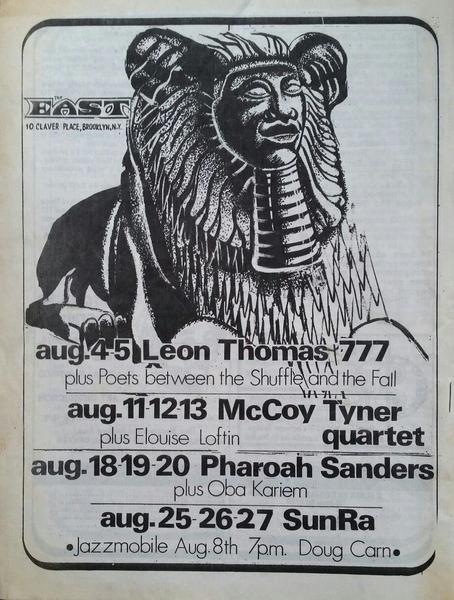 THE
EAST
10 CLAVER PLACE, BROOKLYN, N.Y.
aug.4-5 Leon Thomas 777
plus Poets between the Shuffle and the Fall
aug.11-12-13 McCoy Tyner
plus Elouise Loftin quartet
aug.18-19-20 Pharoah Sanders
plus Oba Kariem
aug.25-26-27 SunRa
•Jazzmobile Aug.8th 7pm. Doug Carn•